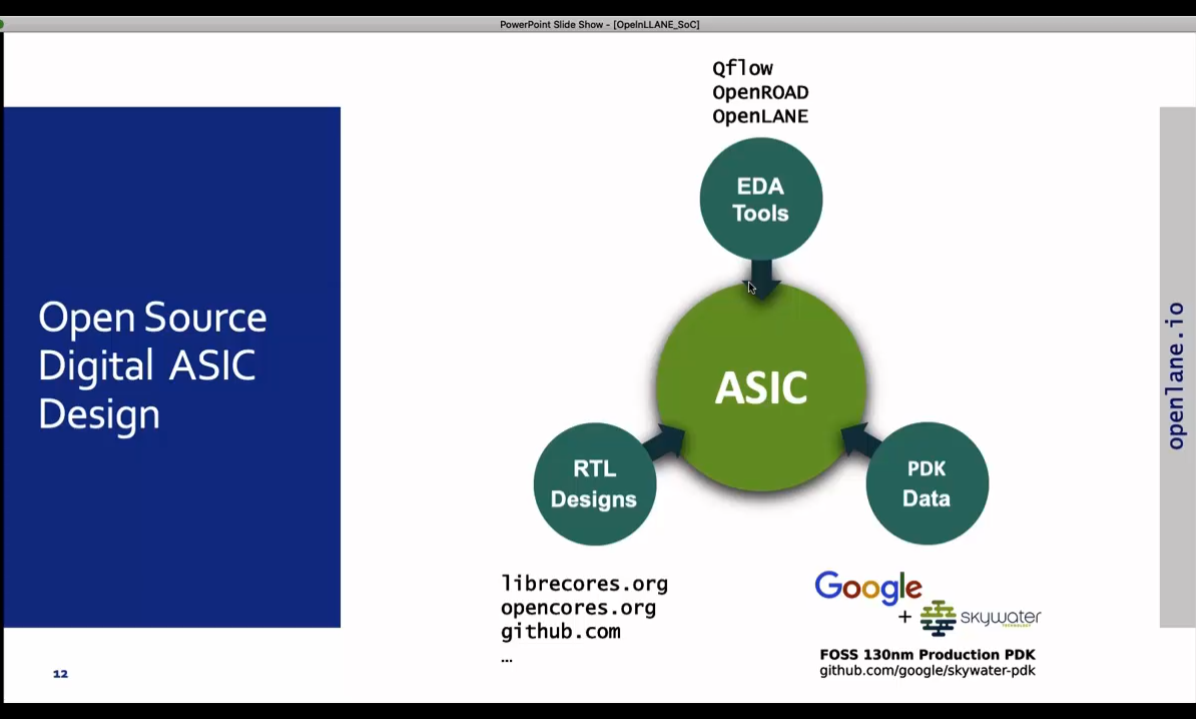 PowerPoint Slide Show - [OpeInLLANE_SoC]
Qflow
OpenROAD
OpenLANE
EDA
Tools
Open Source
Digital ASIC
Design
ASIC
RTL
Designs
PDK
Data
librecores.org
opencores.org
github.com
...
Google
+ skywater
TECHNOLOGY
FOSS 130nm Production PDK
github.com/google/skywater-pdk
12
openlane.io